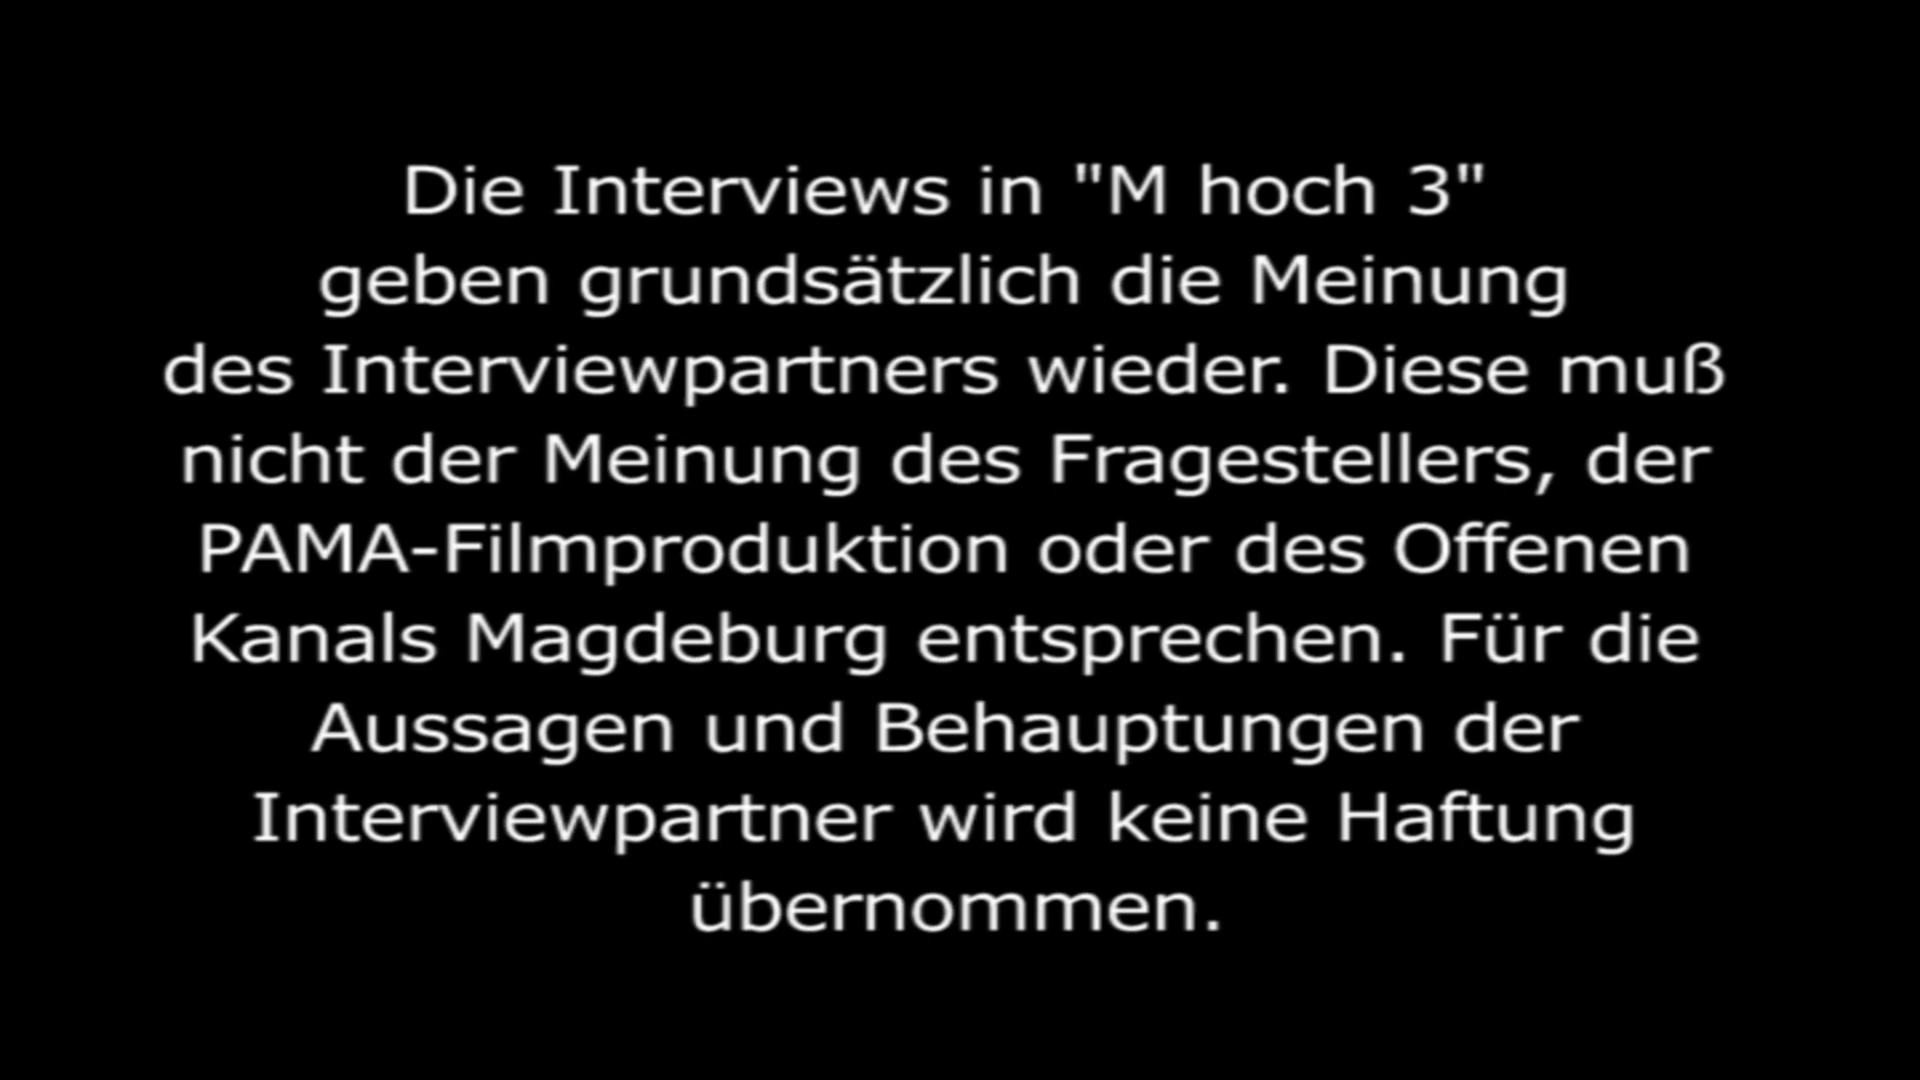 Die Interviews in "M hoch 3"
geben grundsätzlich die Meinung
des Interviewpartners wieder. Diese muß
nicht der Meinung des Fragestellers, der
PAMA-Filmproduktion oder des Offenen
Kanals Magdeburg entsprechen. Für die
Aussagen und Behauptungen der
Interviewpartner wird keine Haftung
übernommen.